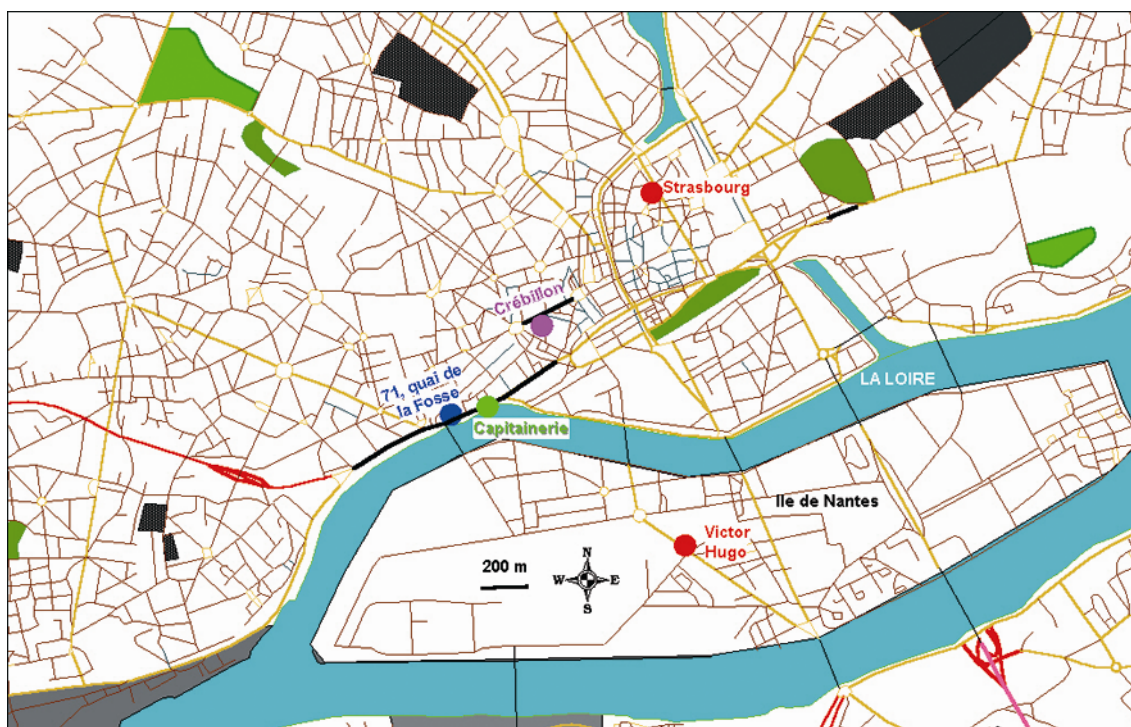 Strasbourg
Crébillon
71, quai de
la Fosse
Capitainerie
LA LOIRE
Ile de Nantes
Victor
Hugo
200 m
N
W E
S